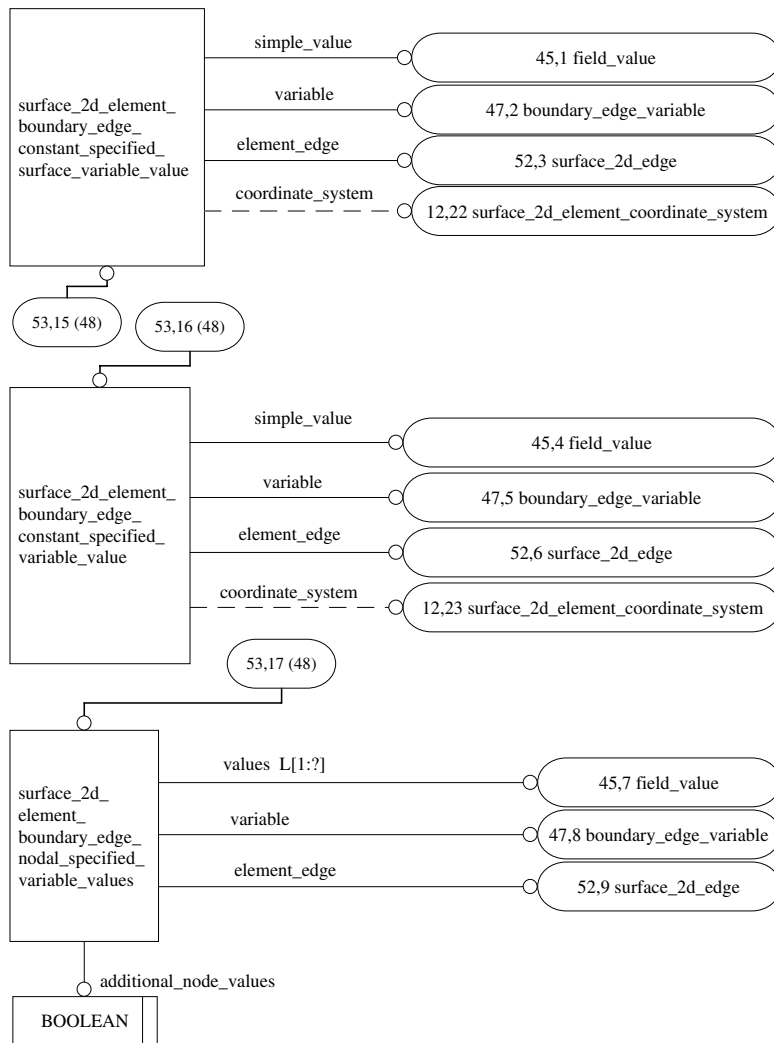 simple_value
45,1 field_value
variable
47,2 boundary_edge_variable
surface_2d_element_
boundary_edge_
constant_specified_
surface_variable_value
element_edge
52,3 surface_2d_edge
coordinate_system
12,22 surface_2d_element_coordinate_system
53,15 (48)
53,16 (48)
simple_value
45,4 field_value
variable
47,5 boundary_edge_variable
surface_2d_element_
boundary_edge_
constant_specified_
variable_value
element_edge
52,6 surface_2d_edge
coordinate_system
12,23 surface_2d_element_coordinate_system
53,17 (48)
values L[1:?]
45,7 field_value
variable
47,8 boundary_edge_variable
surface_2d_
element_
boundary_edge_
nodal_specified_
variable_values
element_edge
52,9 surface_2d_edge
additional_node_values
BOOLEAN